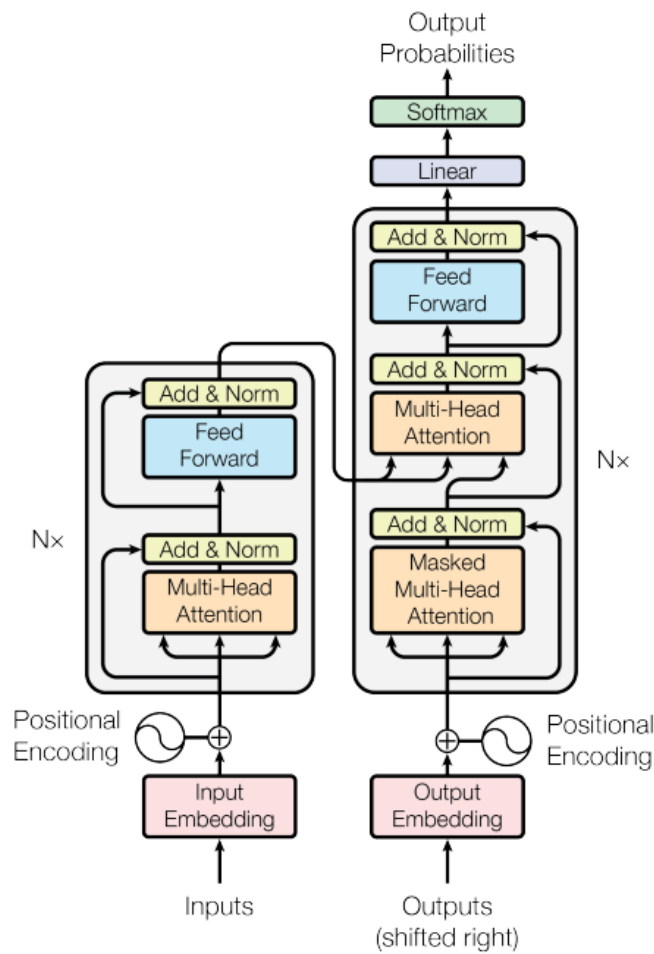 Output
Probabilities
Softmax
Linear
Add & Norm
Feed
Forward
Add & Norm
Multi-Head
Attention
Add & Norm
Masked
Multi-Head
Attention
N×
Positional
Encoding
Output
Embedding
Outputs
(shifted right)
Add & Norm
Feed
Forward
Add & Norm
Multi-Head
Attention
N×
Positional
Encoding
Input
Embedding
Inputs